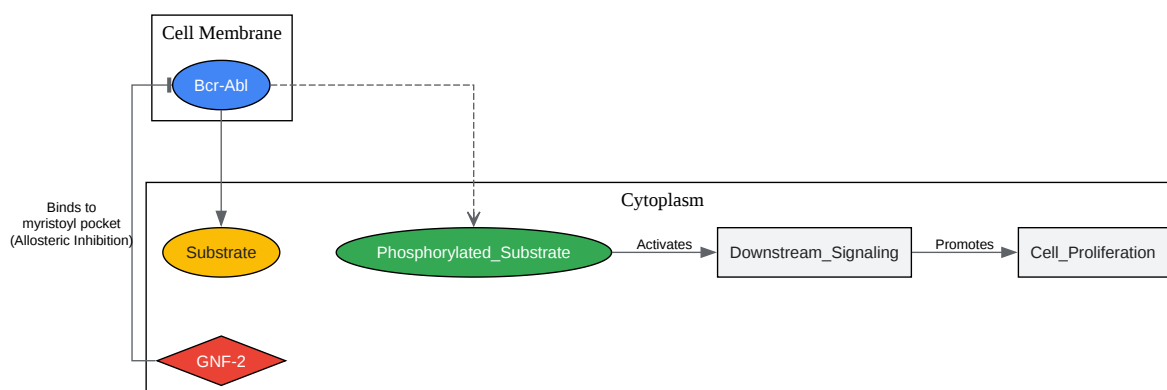 Cell Membrane
Bcr-Abl
Binds to
myristoyl pocket
(Allosteric Inhibition)
Cytoplasm
Substrate
Phosphorylated_Substrate
Activates
Downstream_Signaling
Promotes
Cell_Proliferation
GNF-2